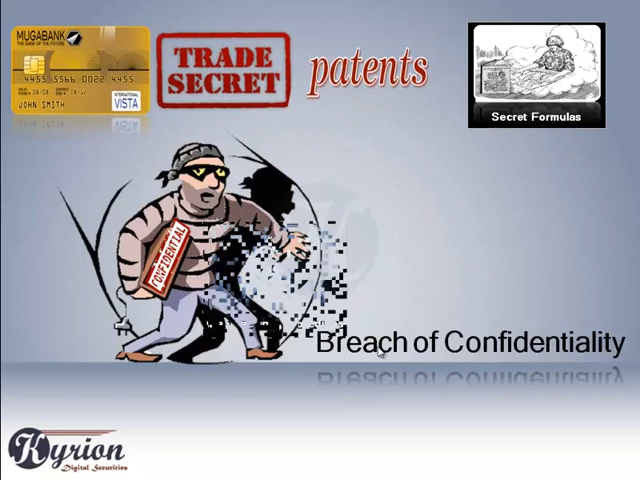 MUGABANK
THE BANK OF THE FUTURE
4455 5566 0022 4455
JOHN SMITH
INTERNATIONAL
VISTA
TRADE
SECRET
patents
Secret Formulas
CONFIDENTIAL
Breach of Confidentiality
Kyrion
Digital Securities